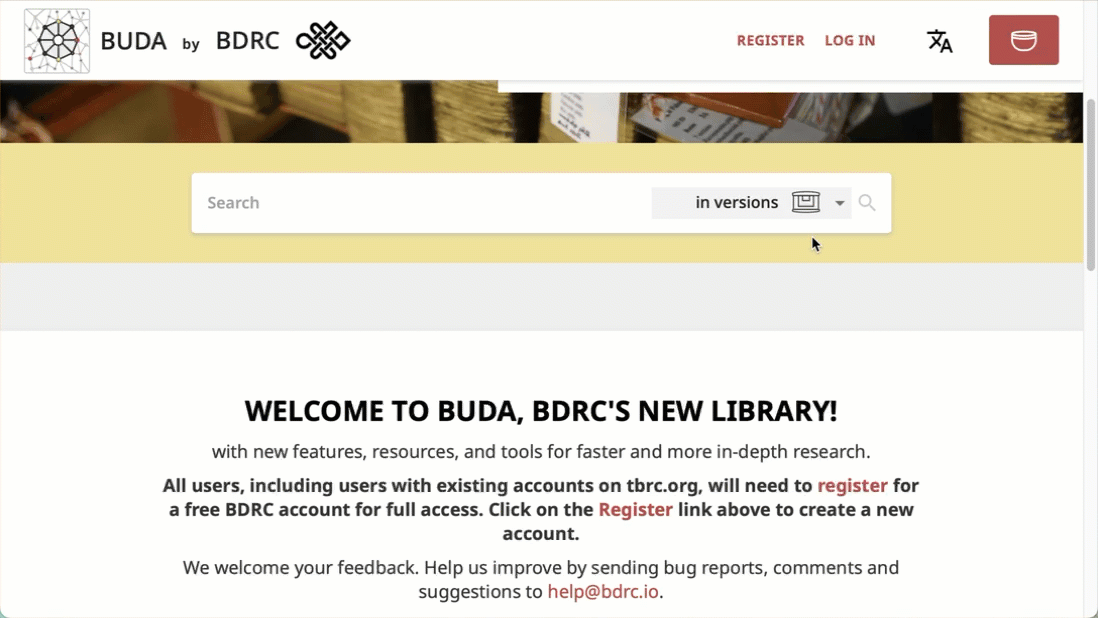 BUDA by BDRC
REGISTER LOG IN
Search
in versions
WELCOME TO BUDA, BDRC'S NEW LIBRARY!
with new features, resources, and tools for faster and more in-depth research.
All users, including users with existing accounts on tbrc.org, will need to register for
a free BDRC account for full access. Click on the Register link above to create a new
account.
We welcome your feedback. Help us improve by sending bug reports, comments and
suggestions to help@bdrc.io.